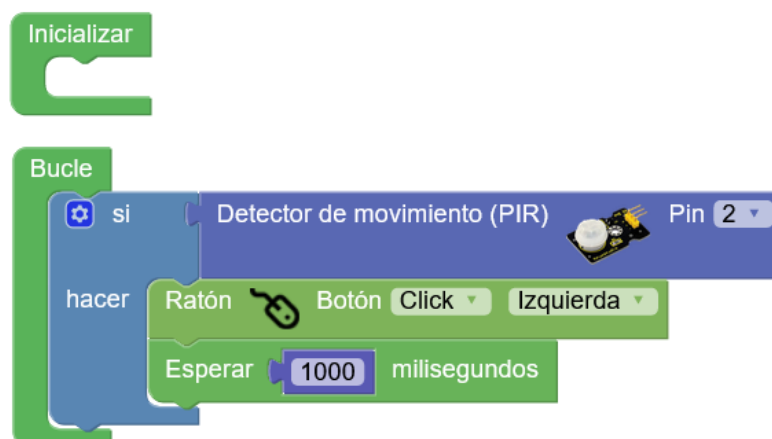 Inicializar
Bucle
si Detector de movimiento (PIR) Pin 2
hacer Ratón Botón Click Izquierda
Esperar 1000 milisegundos